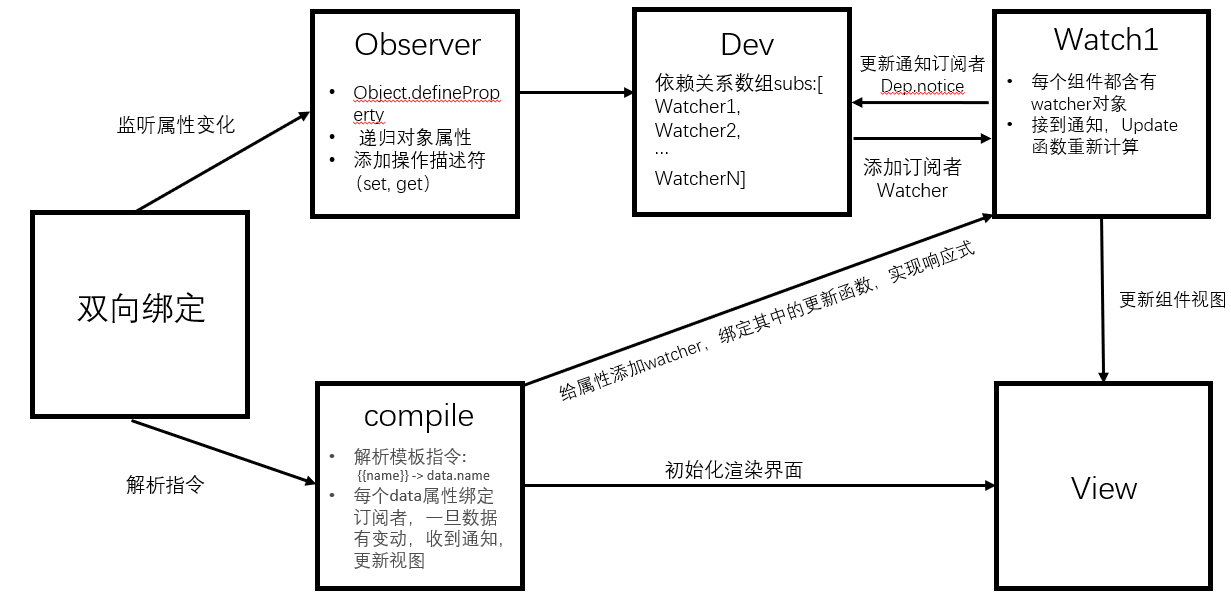 监听属性变化
双向绑定
解析指令
Observer
• Object.defineProp
erty
• 递归对象属性
• 添加操作描述符
（set, get）
Dev
依赖关系数组subs:[
Watcher1,
Watcher2,
...
WatcherN]
更新通知订阅者
Dep.notice
添加订阅者
Watcher
Watch1
• 每个组件都含有
watcher对象
• 接到通知，Update
函数重新计算
给属性添加watcher，绑定其中的更新函数，实现响应式
更新组件视图
compile
• 解析模板指令:
{{name}} -> data.name
• 每个data属性绑定
订阅者，一旦数据
有变动，收到通知,
更新视图
初始化渲染界面
View